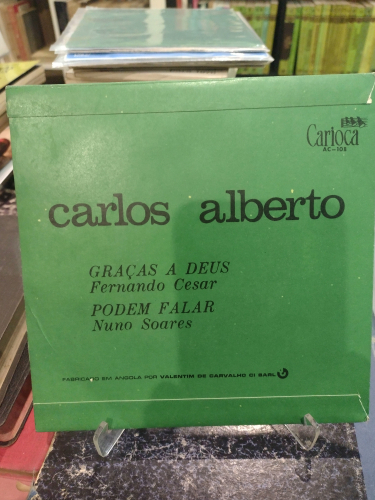 Carioca
AC-108
carlos alberto
GRAÇAS A DEUS
Fernando Cesar
PODEM FALAR
Nuno Soares
FABRICADO EM ANGOLA POR VALENTIM DE CARVALHO CI SARL